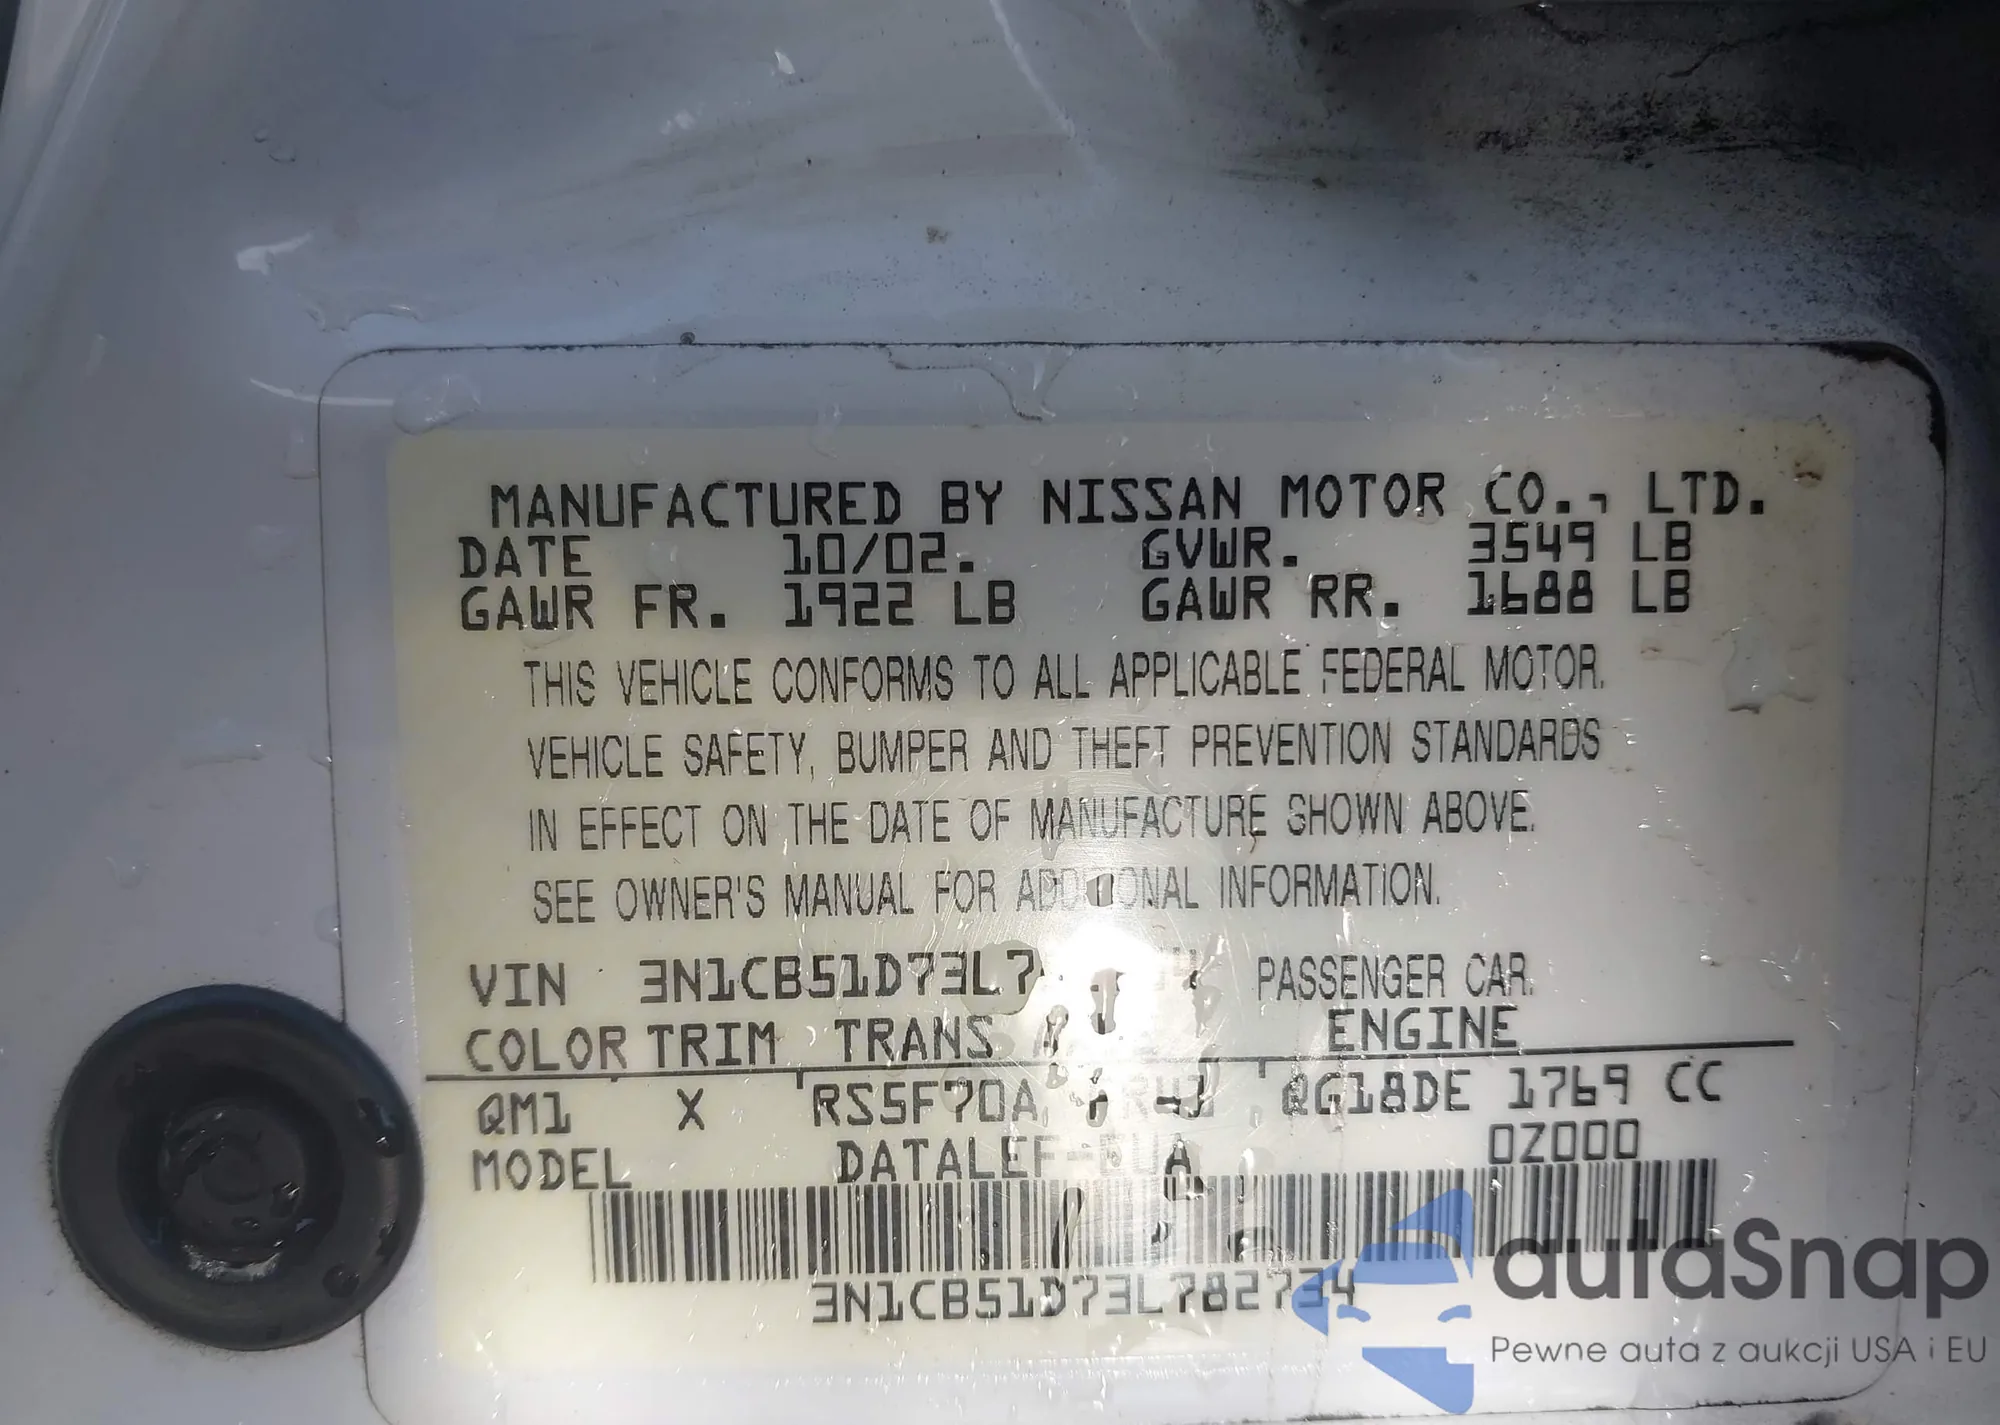 MANUFACTURED BY NISSAN MOTOR CO., LTD.
DATE 10/02. GVWR. 3549 LB
GAWR FR. 1922 LB GAWR RR. 1688 LB
THIS VEHICLE CONFORMS TO ALL APPLICABLE FEDERAL MOTOR
VEHICLE SAFETY, BUMPER AND THEFT PREVENTION STANDARDS
IN EFFECT ON THE DATE OF MANUFACTURE SHOWN ABOVE.
SEE OWNER'S MANUAL FOR ADDITIONAL INFORMATION.
VIN PASSENGER CAR.
COLOR TRIM TRANS ENGINE
QM1 X RS5F70A QG18DE 1769 CC
MODEL 0Z000
3N1CB51D73L782734
autaSnap
Pewne auta z aukcji USA i EU